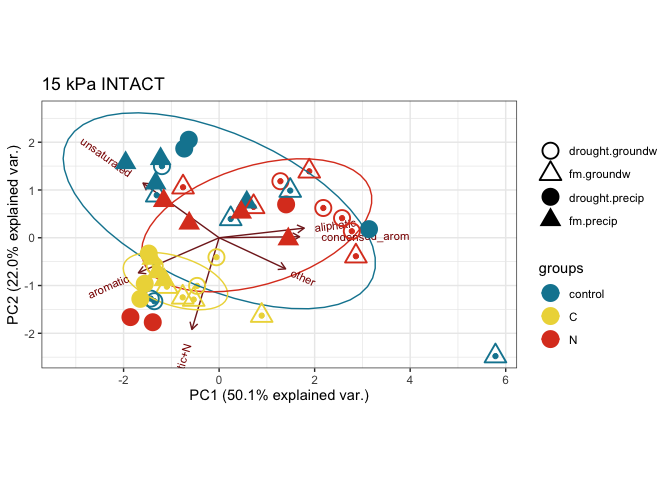 15 kPa INTACT
PC2 (22.0% explained var.)
2
1
0
-1
-2
unsaturated
aliphatic
condensed_arom
other
aromatic
tic+N
-2
0
2
4
6
PC1 (50.1% explained var.)
drought.groundw
fm.groundw
drought.precip
fm.precip
groups
control
C
N